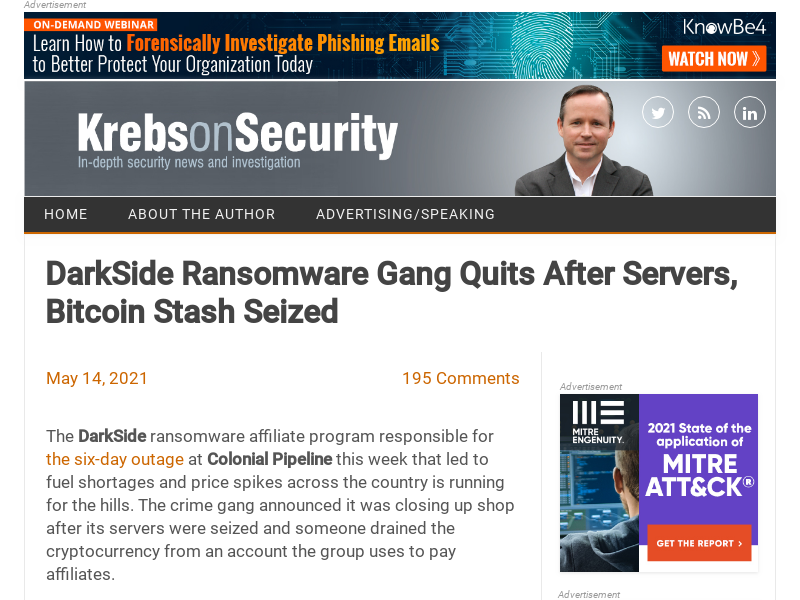 Advertisement
ON-DEMAND WEBINAR
KnowBe4
Learn How to Forensically Investigate Phishing Emails
to Better Protect Your Organization Today
WATCH NOW »
KrebsonSecurity
In-depth security news and investigation
HOME ABOUT THE AUTHOR ADVERTISING/SPEAKING
DarkSide Ransomware Gang Quits After Servers,
Bitcoin Stash Seized
May 14, 2021 195 Comments
The DarkSide ransomware affiliate program responsible for
the six-day outage at Colonial Pipeline this week that led to
fuel shortages and price spikes across the country is running
for the hills. The crime gang announced it was closing up shop
after its servers were seized and someone drained the
cryptocurrency from an account the group uses to pay
affiliates.
Advertisement
MITRE
ENGENUITY.
2021 State of the
application of
MITRE
ATT&CK®
GET THE REPORT >
Advertisement